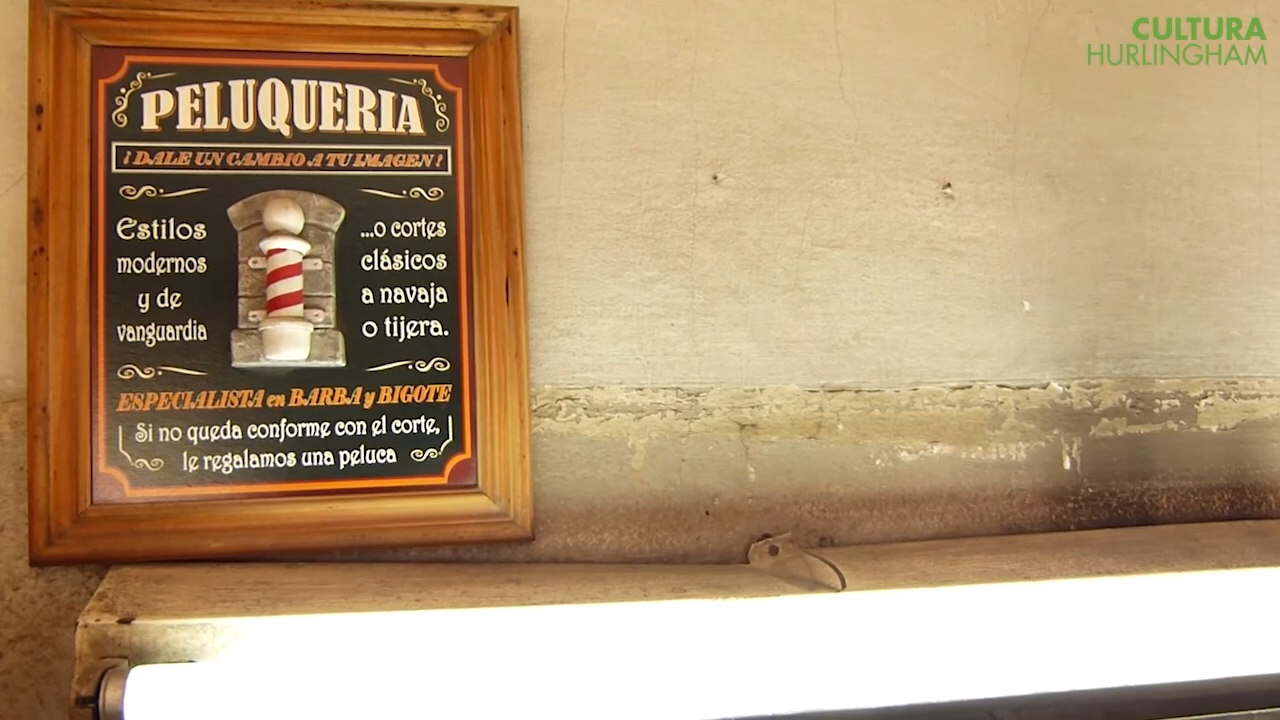 CULTURA
HURLINGHAM
PELUQUERIA
¡ DALE UN CAMBIO A TU IMAGEN !
Estilos
modernos
y de
vanguardia
...o cortes
clásicos
a navaja
o tijera.
ESPECIALISTA en BARBA y BIGOTE
Si no queda conforme con el corte,
le regalamos una peluca